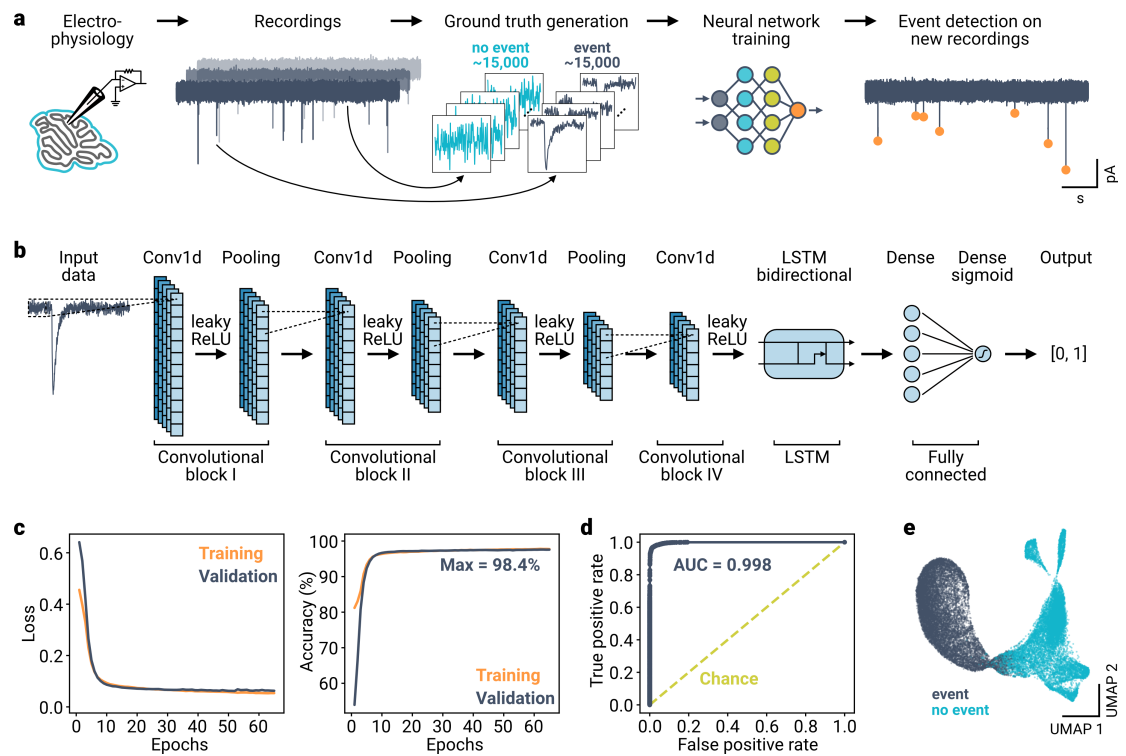 a
Electro-
physiology
Recordings
Ground truth generation
Neural network
training
Event detection on
new recordings
no event
~15,000
event
~15,000
...
...
pA
s
b
Input
data
Conv1d
Pooling
Conv1d
Pooling
Conv1d
Pooling
Conv1d
LSTM
bidirectional
Dense
Dense
sigmoid
Output
leaky
ReLU
leaky
ReLU
leaky
ReLU
leaky
ReLU
[0, 1]
Convolutional
block I
Convolutional
block II
Convolutional
block III
Convolutional
block IV
LSTM
Fully
connected
c
Loss
0.6
0.4
0.2
0.0
Training
Validation
0 10 20 30 40 50 60
Epochs
Accuracy (%)
100
90
80
70
60
Max = 98.4%
Training
Validation
0 10 20 30 40 50 60
Epochs
d
True positive rate
1.0
0.8
0.6
0.4
0.2
0.0
AUC = 0.998
Chance
0.0 0.2 0.4 0.6 0.8 1.0
False positive rate
e
event
no event
UMAP 2
UMAP 1